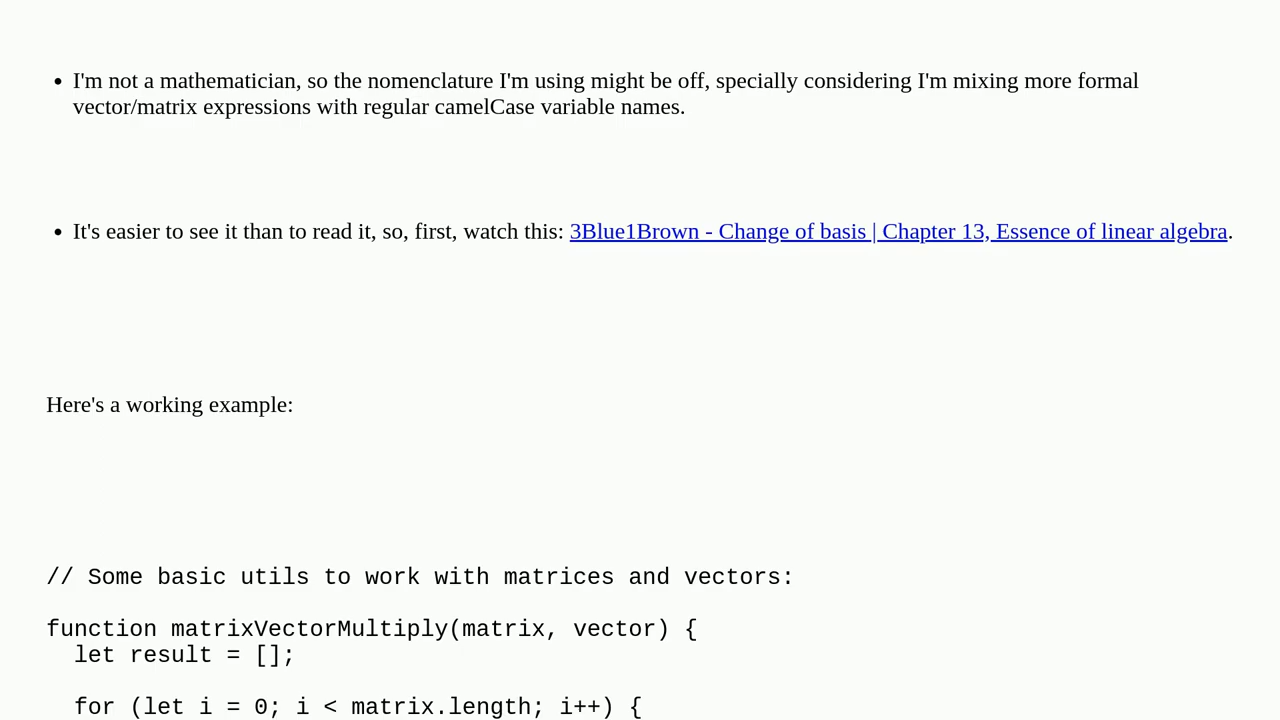 I'm not a mathematician, so the nomenclature I'm using might be off, specially considering I'm mixing more formal
vector/matrix expressions with regular camelCase variable names.
It's easier to see it than to read it, so, first, watch this: 3Blue1Brown - Change of basis | Chapter 13, Essence of linear algebra.
Here's a working example:
// Some basic utils to work with matrices and vectors:
function matrixVectorMultiply(matrix, vector) {
  let result = [];
  for (let i = 0; i < matrix.length; i++) {